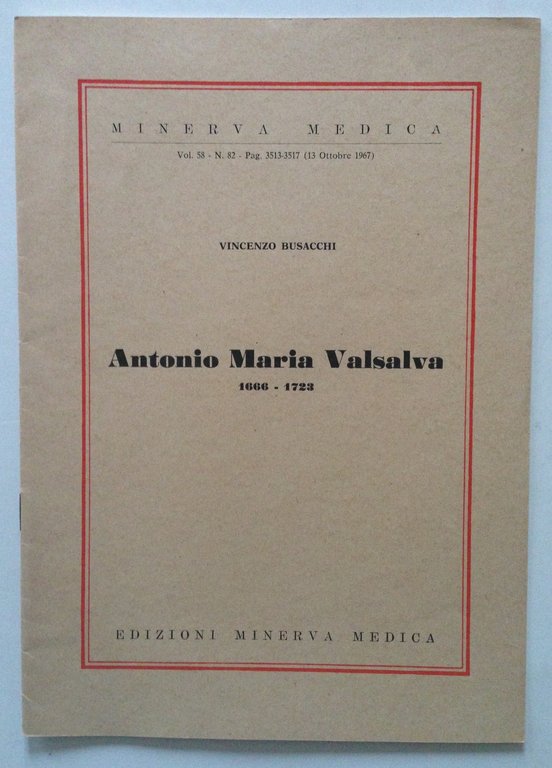 MINERVA MEDICA
Vol. 58 - N. 82 - Pag. 3513-3517 (13 Ottobre 1967)
VINCENZO BUSACCHI
Antonio Maria Valsalva
1666 - 1723
EDIZIONI MINERVA MEDICA